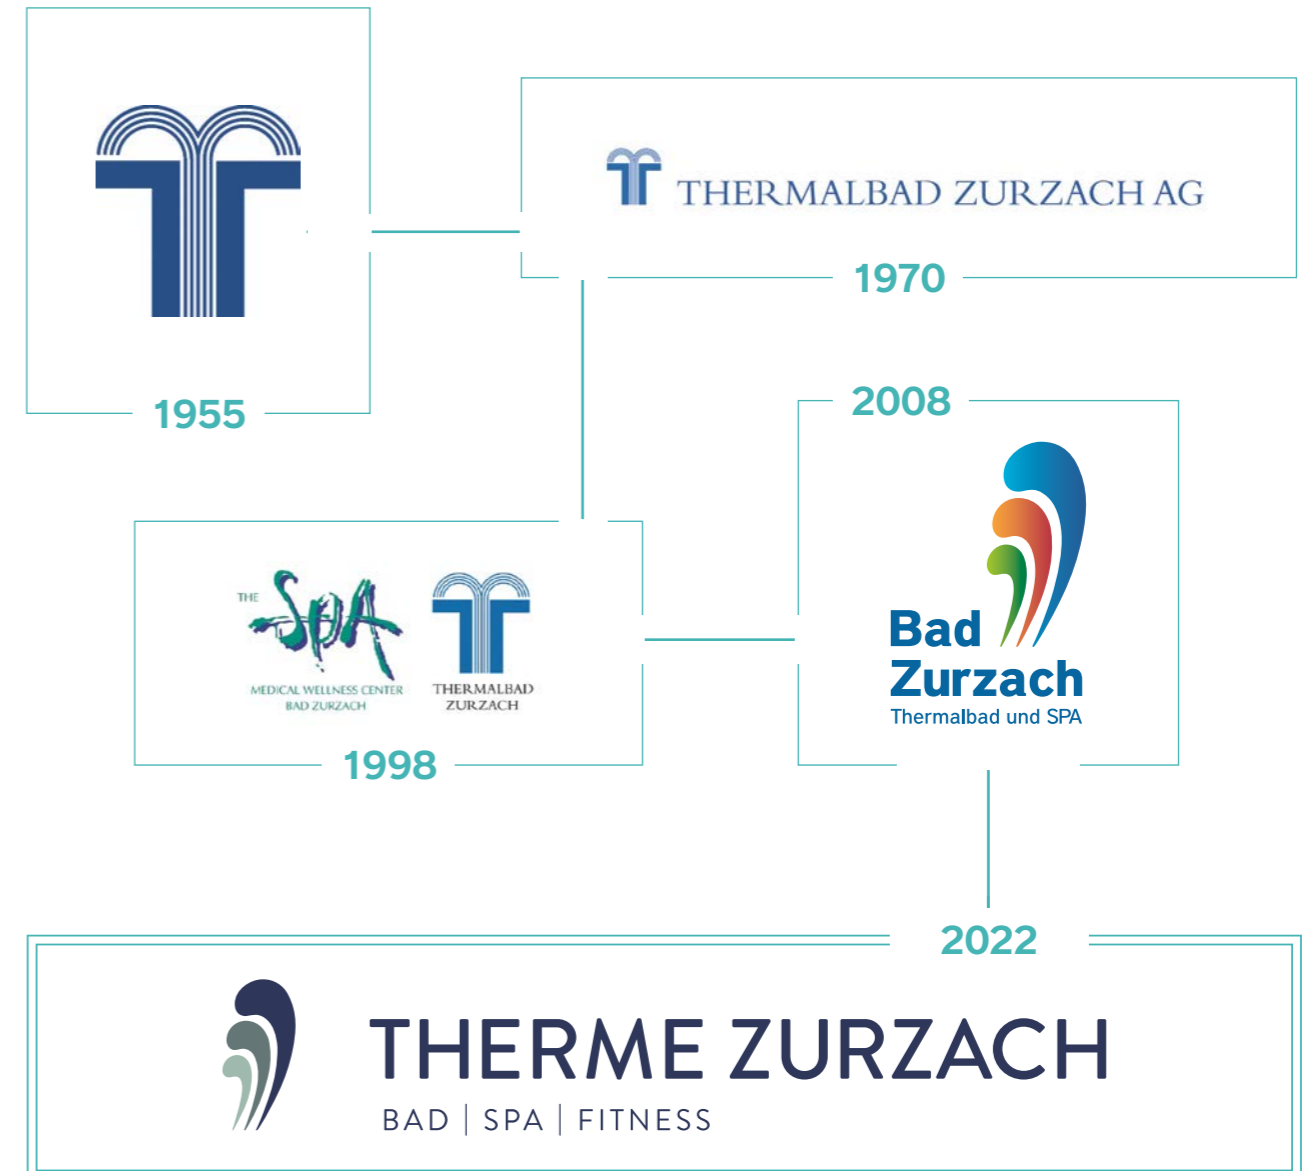 THERMALBAD ZURZACH AG
1970
1955
2008
Bad
Zurzach
Thermalbad und SPA
THE
SPA
MEDICAL WELLNESS CENTER
BAD ZURZACH
THERMALBAD
ZURZACH
1998
2022
THERME ZURZACH
BAD | SPA | FITNESS